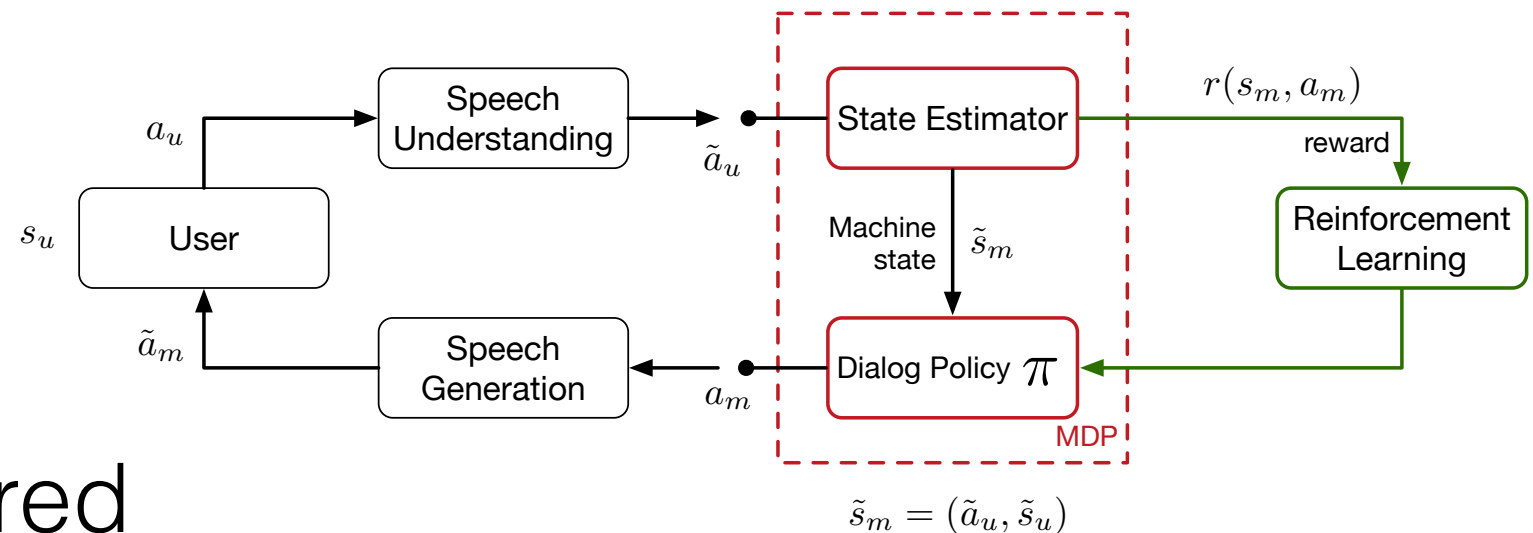 Speech
Understanding
a_u
ã_u
s_u
User
ã_m
Speech
Generation
a_m
State Estimator
Machine
state
s̃_m
Dialog Policy π
MDP
r(s_m, a_m)
reward
Reinforcement
Learning
s̃_m = (ã_u, s̃_u)
red